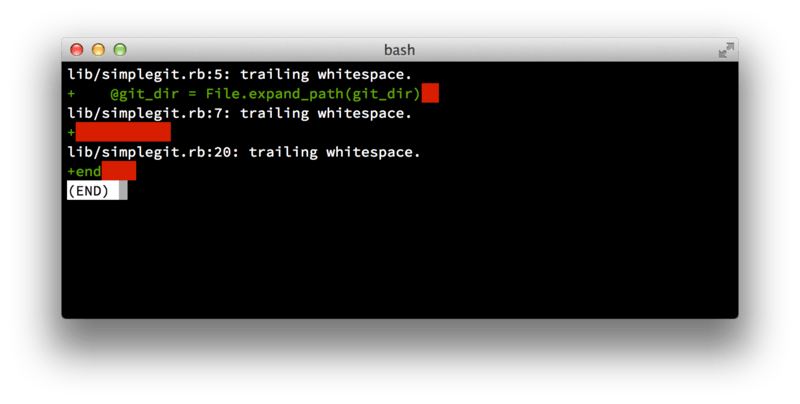 bash
lib/simplegit.rb:5: trailing whitespace.
+    @git_dir = File.expand_path(git_dir)
lib/simplegit.rb:7: trailing whitespace.
+
lib/simplegit.rb:20: trailing whitespace.
+end
(END)